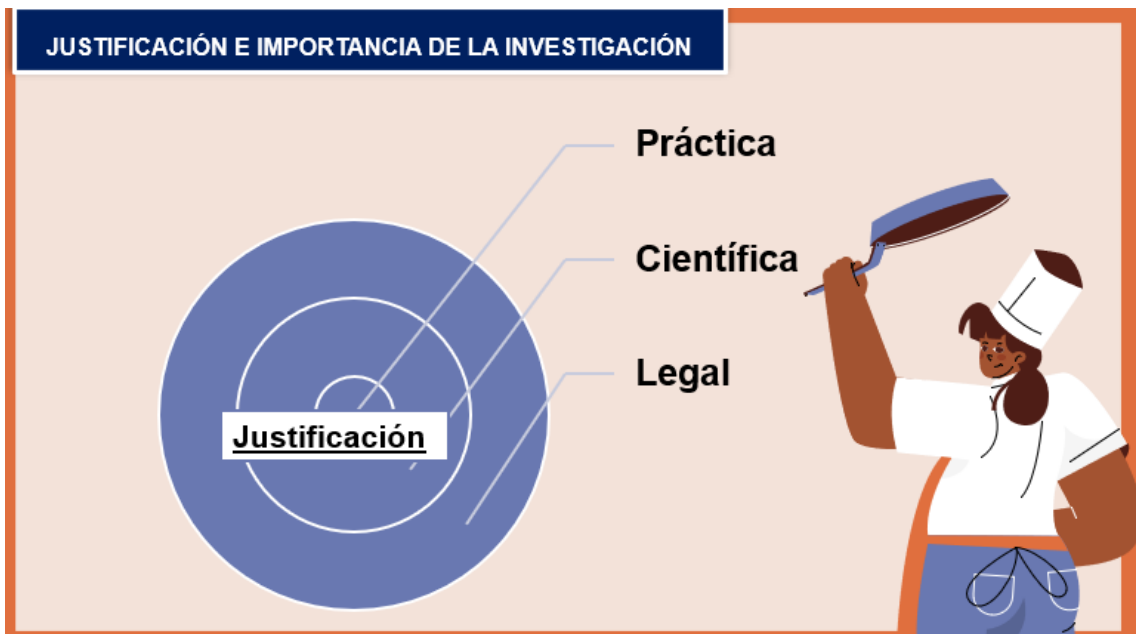 JUSTIFICACIÓN E IMPORTANCIA DE LA INVESTIGACIÓN
Práctica
Científica
Legal
Justificación